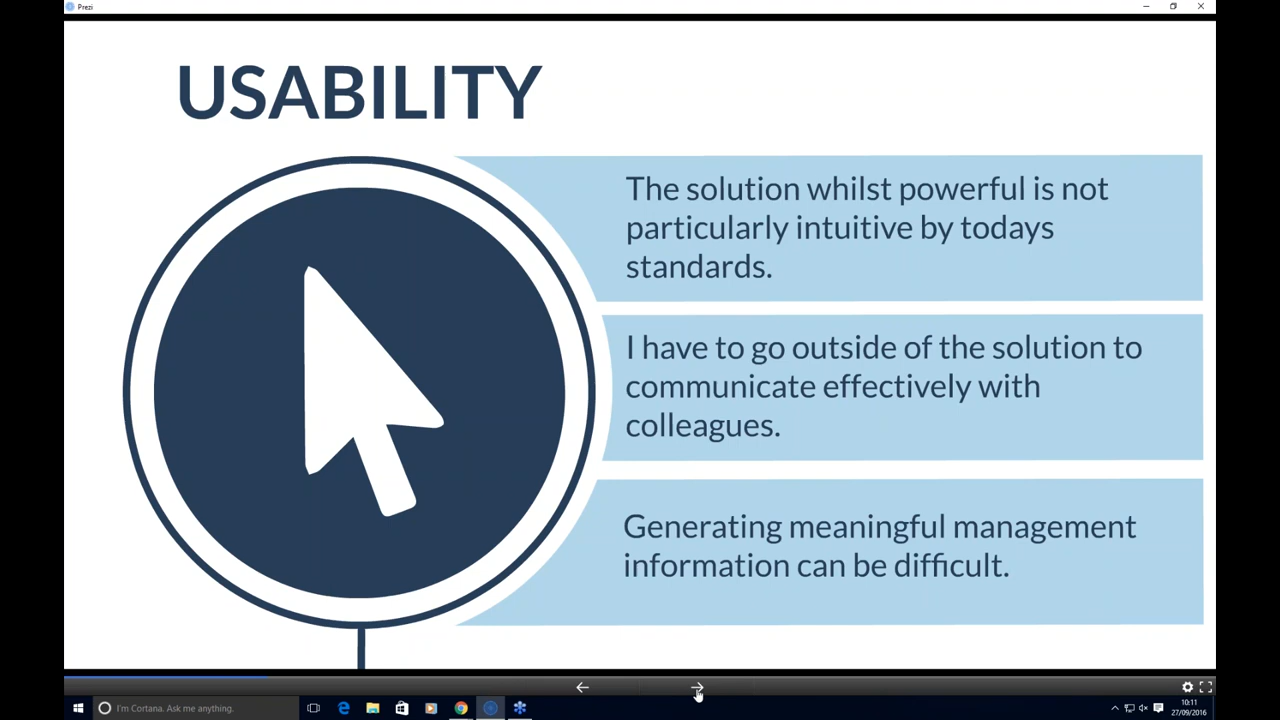 Prezi
USABILITY
The solution whilst powerful is not
particularly intuitive by todays
standards.
I have to go outside of the solution to
communicate effectively with
colleagues.
Generating meaningful management
information can be difficult.
I'm Cortana. Ask me anything.
10:11
27/09/2016